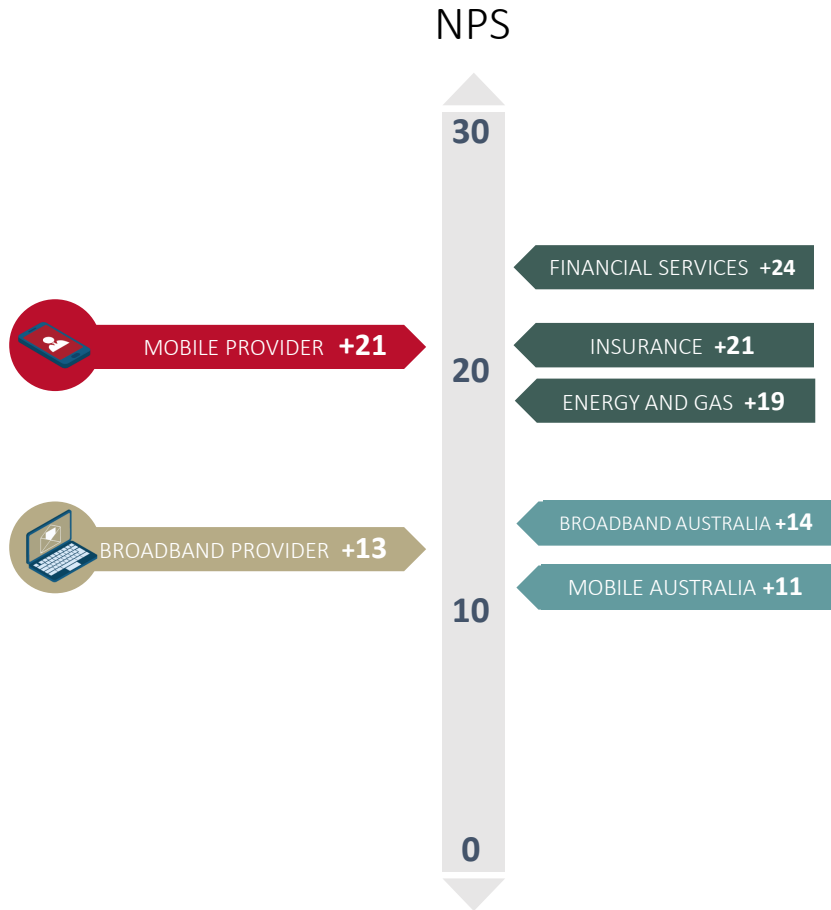 NPS
30
FINANCIAL SERVICES +24
MOBILE PROVIDER +21
INSURANCE +21
20
ENERGY AND GAS +19
BROADBAND AUSTRALIA +14
BROADBAND PROVIDER +13
MOBILE AUSTRALIA +11
10
0